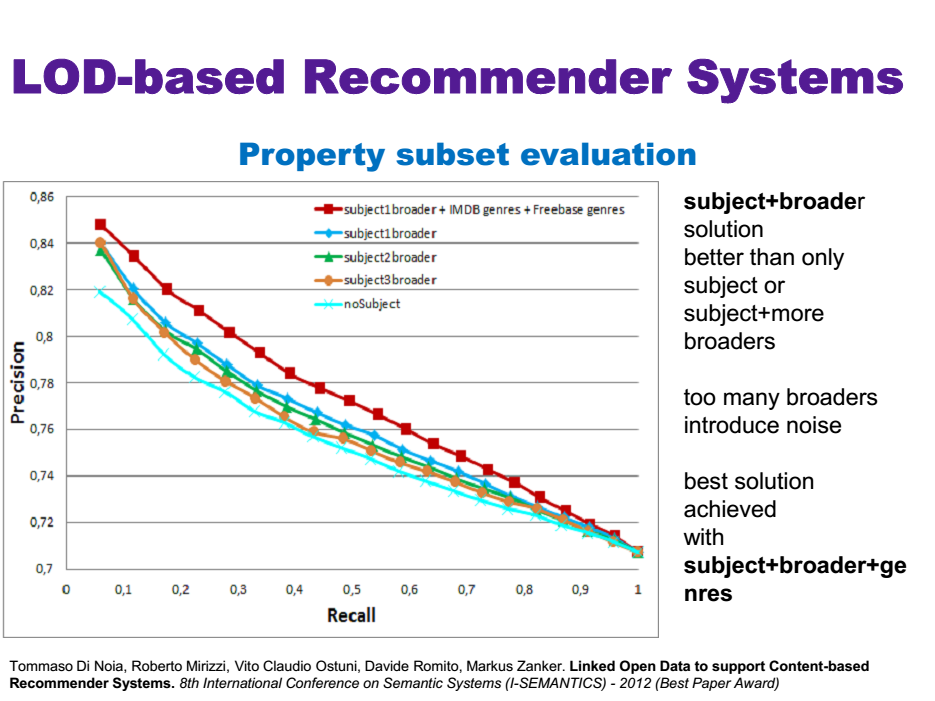 LOD-based Recommender Systems
Property subset evaluation
0,86
0,84
0,82
0,8
0,78
0,76
0,74
0,72
0,7
Precision
subject1broader + IMDB genres + Freebase genres
subject1broader
subject2broader
subject3broader
noSubject
0 0,1 0,2 0,3 0,4 0,5 0,6 0,7 0,8 0,9 1
Recall
subject+broader
solution
better than only
subject or
subject+more
broaders
too many broaders
introduce noise
best solution
achieved
with
subject+broader+ge
nres
Tommaso Di Noia, Roberto Mirizzi, Vito Claudio Ostuni, Davide Romito, Markus Zanker. Linked Open Data to support Content-based
Recommender Systems. 8th International Conference on Semantic Systems (I-SEMANTICS) - 2012 (Best Paper Award)